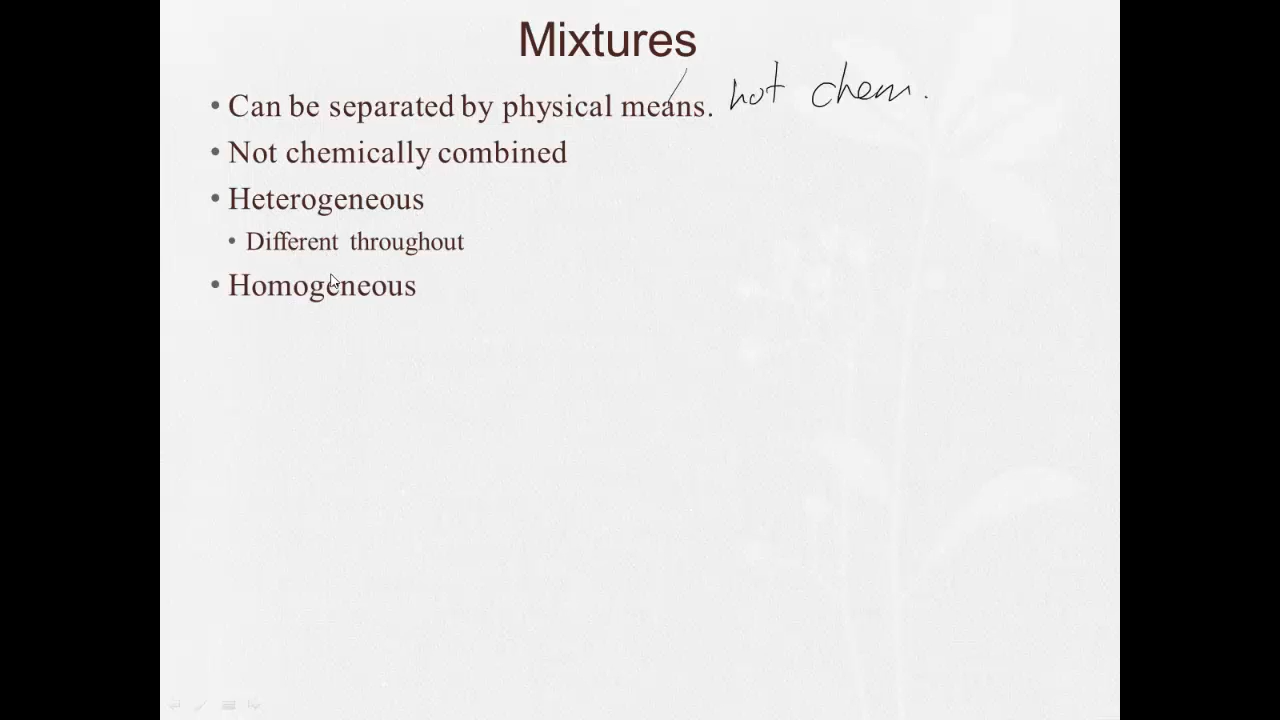 Mixtures
• Can be separated by physical means. not chem.
• Not chemically combined
• Heterogeneous
• Different throughout
• Homogeneous